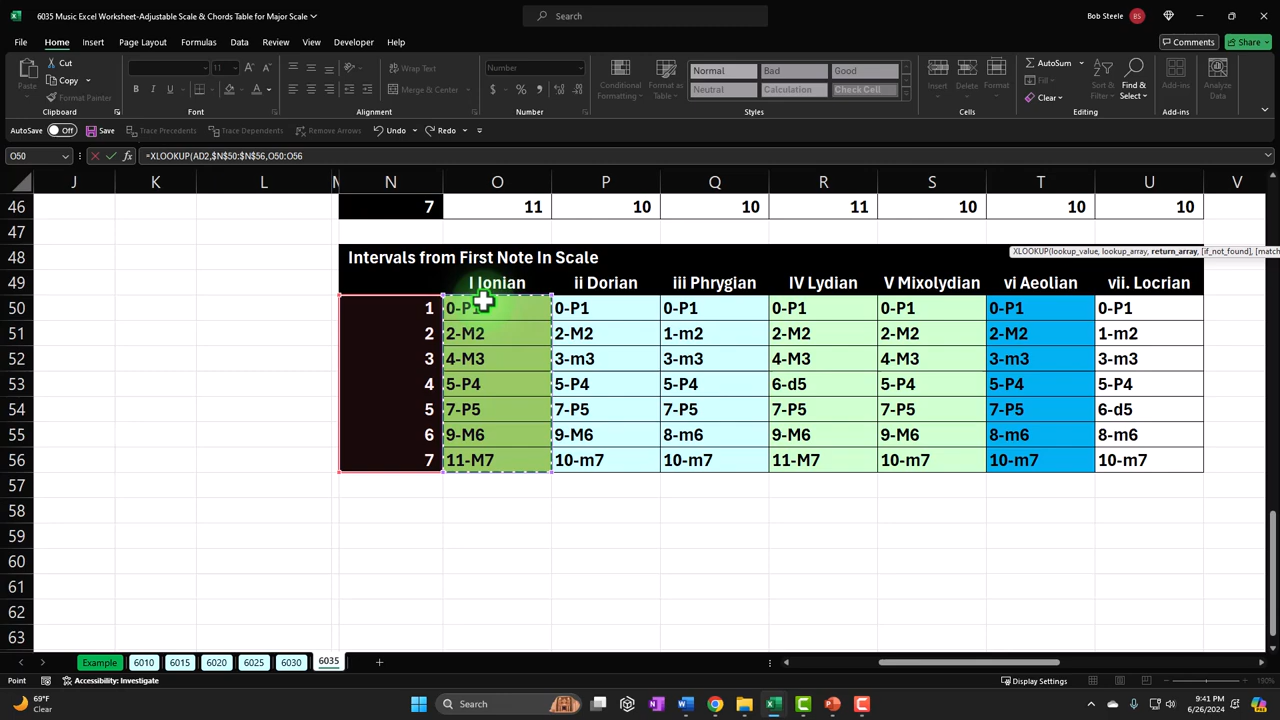 6035 Music Excel Worksheet-Adjustable Scale & Chords Table for Major Scale
Search
Bob Steele
BS
File Home Insert Page Layout Formulas Data Review View Developer Help
Comments
Share
Paste
Cut
Copy
Format Painter
Clipboard
11
B I U
Font
Wrap Text
Merge & Center
Alignment
Number
$ % 9
Number
Conditional Formatting
Format as Table
Normal Bad Good
Neutral Calculation Check Cell
Styles
Insert Delete Format
Cells
AutoSum
Fill
Clear
Sort & Filter
Find & Select
Editing
Add-ins
Add-ins
Analyze Data
AutoSave Off Save Trace Precedents Trace Dependents Remove Arrows Undo Redo
O50 fx =XLOOKUP(AD2,$N$50:$N$56,O50:O56
J K L M N O P Q R S T U V
46 7 11 10 10 11 10 10 10
47
XLOOKUP(lookup_value, lookup_array, return_array, [if_not_found], [match
48 Intervals from First Note In Scale
49 I Ionian ii Dorian iii Phrygian IV Lydian V Mixolydian vi Aeolian vii. Locrian
50 1 0-P1 0-P1 0-P1 0-P1 0-P1 0-P1 0-P1
51 2 2-M2 2-M2 1-m2 2-M2 2-M2 2-M2 1-m2
52 3 4-M3 3-m3 3-m3 4-M3 4-M3 3-m3 3-m3
53 4 5-P4 5-P4 5-P4 6-d5 5-P4 5-P4 5-P4
54 5 7-P5 7-P5 7-P5 7-P5 7-P5 7-P5 6-d5
55 6 9-M6 9-M6 8-m6 9-M6 9-M6 8-m6 8-m6
56 7 11-M7 10-m7 10-m7 11-M7 10-m7 10-m7 10-m7
57
58
59
60
61
62
63
Example 6010 6015 6020 6025 6030 6035
Point Accessibility: Investigate Display Settings 190%
69°F
Clear
Search
9:41 PM
6/26/2024